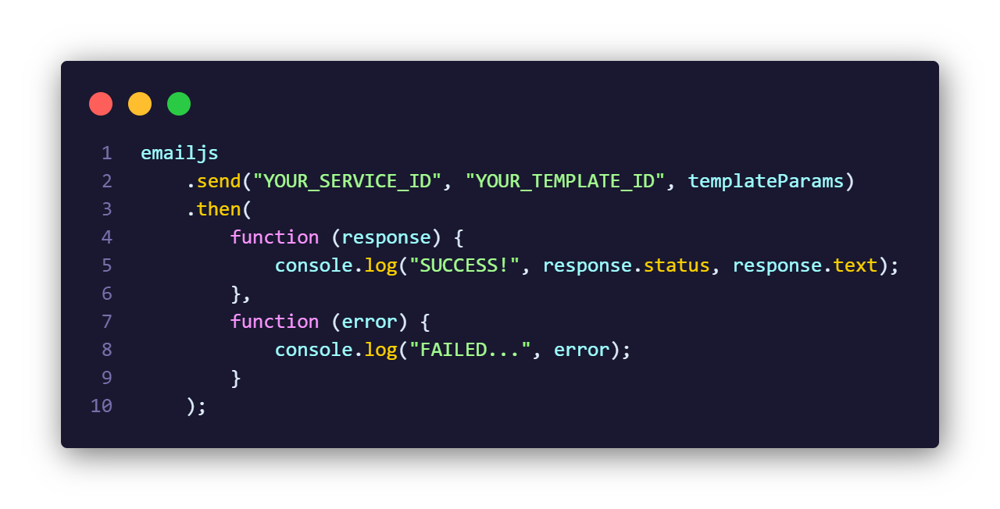 1 emailjs
2     .send("YOUR_SERVICE_ID", "YOUR_TEMPLATE_ID", templateParams)
3     .then(
4         function (response) {
5             console.log("SUCCESS!", response.status, response.text);
6         },
7         function (error) {
8             console.log("FAILED...", error);
9         }
10     );